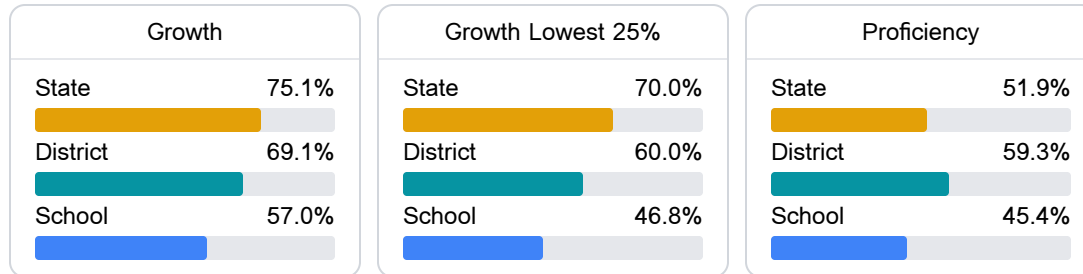 Growth
State 75.1%
District 69.1%
School 57.0%
Growth Lowest 25%
State 70.0%
District 60.0%
School 46.8%
Proficiency
State 51.9%
District 59.3%
School 45.4%